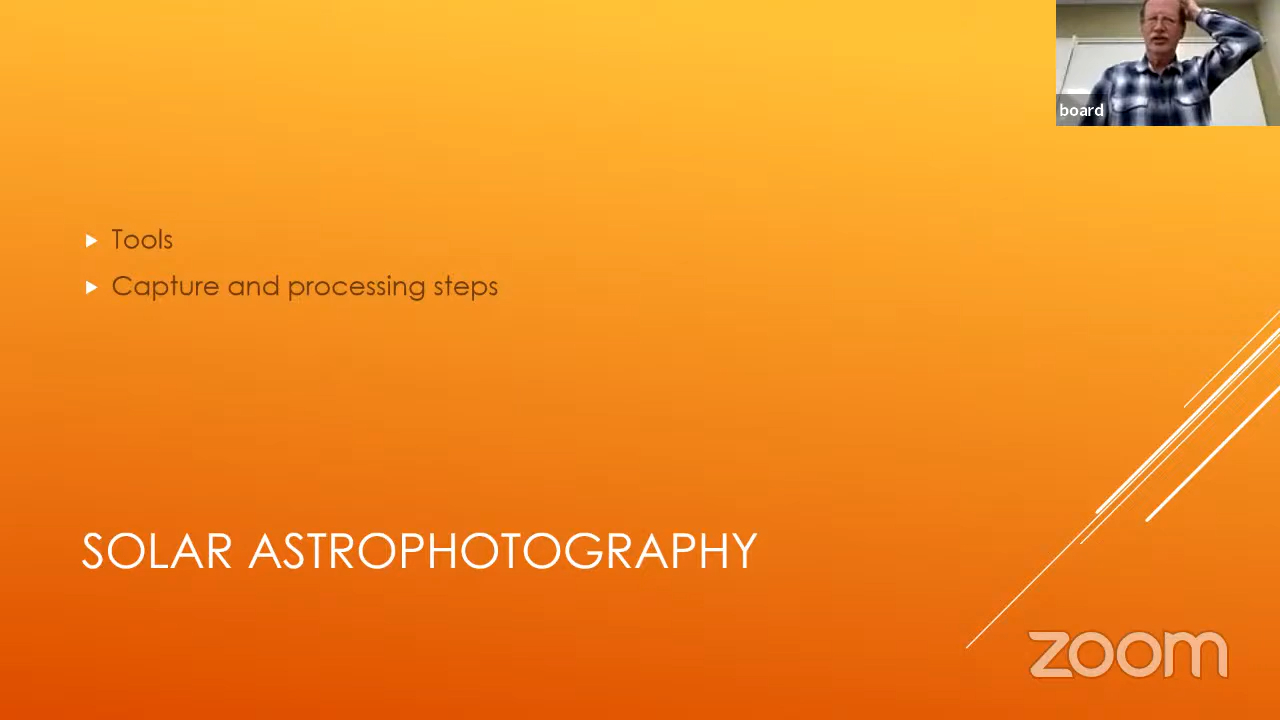 board
Tools
Capture and processing steps
SOLAR ASTROPHOTOGRAPHY
zoom